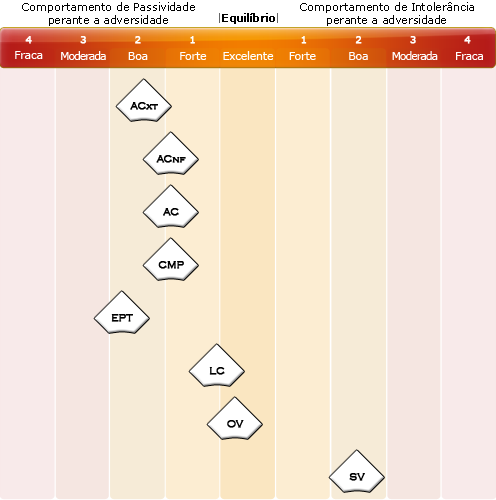 Comportamento de Passividade
perante a adversidade
|Equilíbrio|
Comportamento de Intolerância
perante a adversidade
4 3 2 1 1 2 3 4
Fraca Moderada Boa Forte Excelente Forte Boa Moderada Fraca
ACXT
ACNF
AC
CMP
EPT
LC
OV
SV